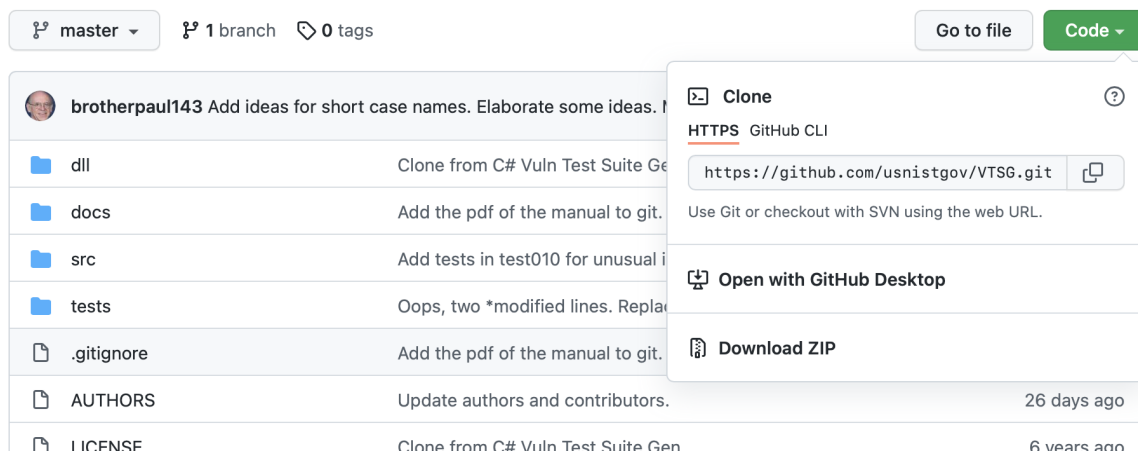 master 1 branch 0 tags Go to file Code
brotherpaul143 Add ideas for short case names. Elaborate some ideas.
Clone
HTTPS GitHub CLI
https://github.com/usnistgov/VTSG.git
Use Git or checkout with SVN using the web URL.
Open with GitHub Desktop
Download ZIP
dll Clone from C# Vuln Test Suite Ge
docs Add the pdf of the manual to git.
src Add tests in test010 for unusual i
tests Oops, two *modified lines. Repla
.gitignore Add the pdf of the manual to git.
AUTHORS Update authors and contributors. 26 days ago
LICENSE Clone from C# Vuln Test Suite Gen 6 years ago